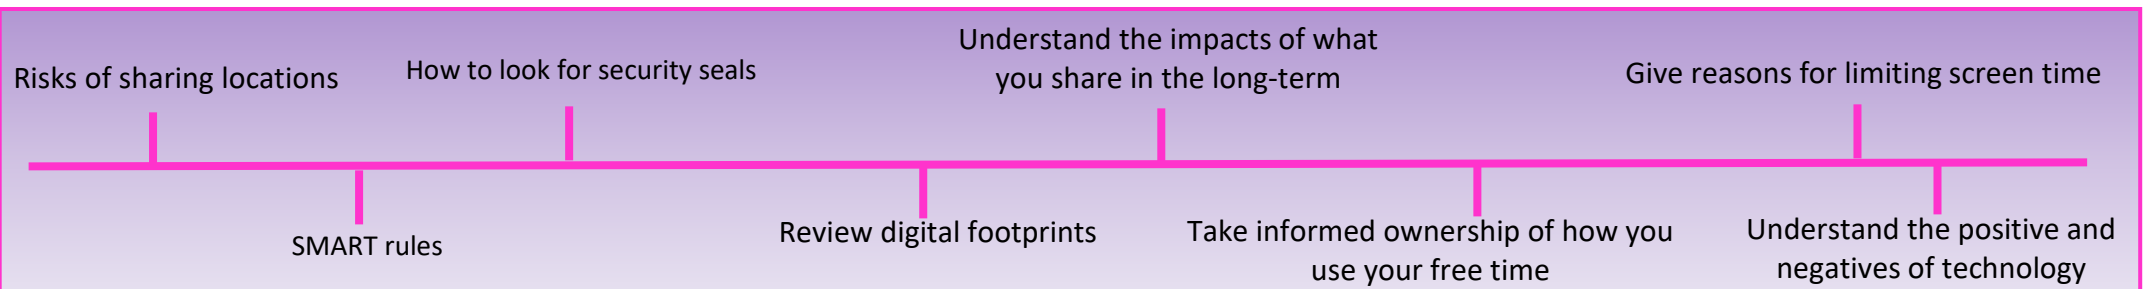 Risks of sharing locations
SMART rules
How to look for security seals
Review digital footprints
Understand the impacts of what
you share in the long-term
Take informed ownership of how you
use your free time
Give reasons for limiting screen time
Understand the positive and
negatives of technology